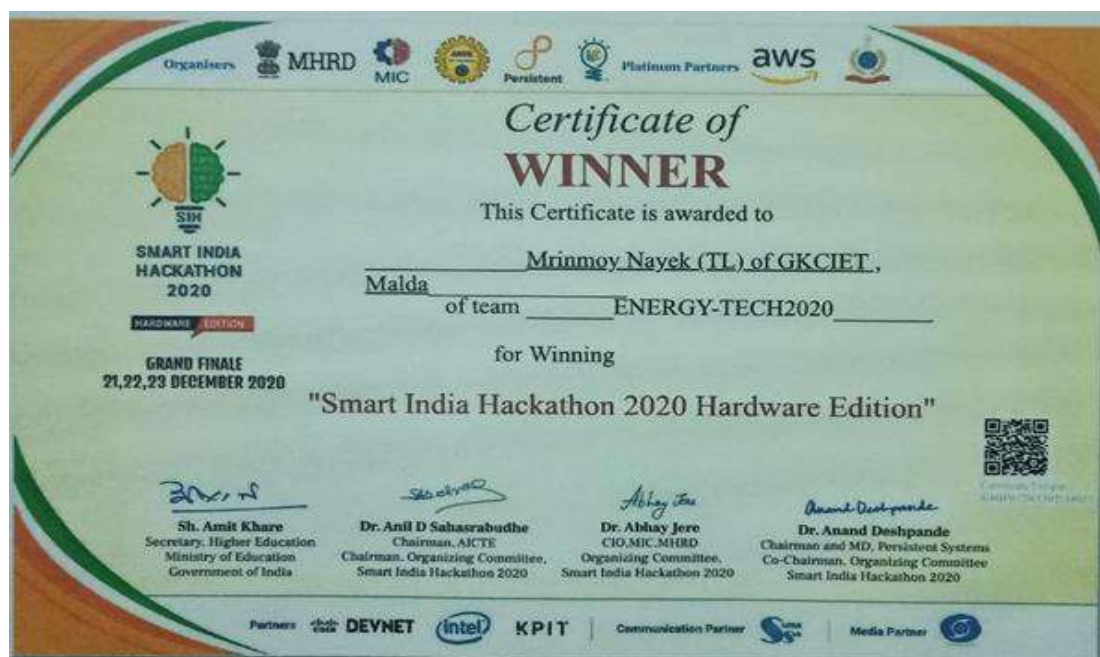 Organisers MHRD MIC Persistent Platinum Partners aws
Certificate of
WINNER
This Certificate is awarded to
Mrinmoy Nayek (TL) of GKCIET ,
Malda
of team ENERGY-TECH2020
for Winning
"Smart India Hackathon 2020 Hardware Edition"
SIH
SMART INDIA
HACKATHON
2020
HARDWARE EDITION
GRAND FINALE
21,22,23 DECEMBER 2020
Sh. Amit Khare
Secretary, Higher Education
Ministry of Education
Government of India
Dr. Anil D Sahasrabudhe
Chairman, AICTE
Chairman, Organizing Committee,
Smart India Hackathon 2020
Abhay Jere
Dr. Abhay Jere
CIO,MIC,MHRD
Organizing Committee,
Smart India Hackathon 2020
Anand Deshpande
Dr. Anand Deshpande
Chairman and MD, Persistent Systems
Co-Chairman, Organizing Committee
Smart India Hackathon 2020
Partners DEVNET intel KPIT Communication Partner Media Partner